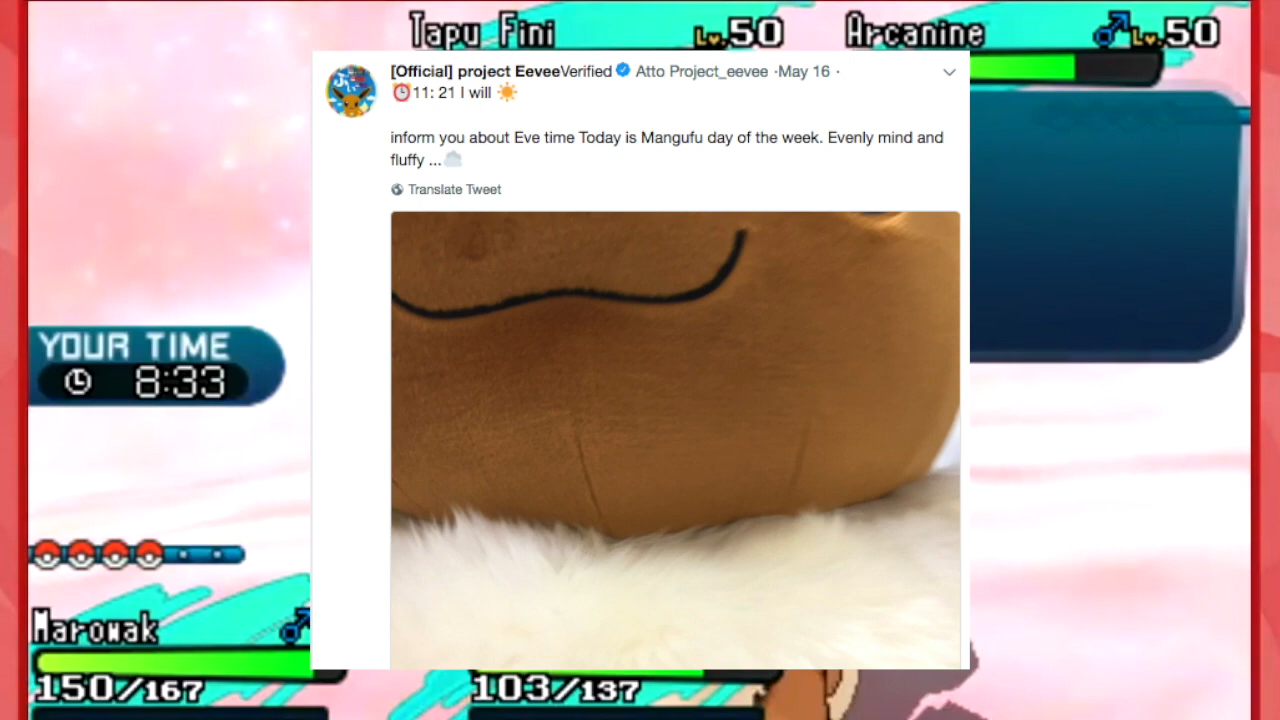 Tapu Fini Lv.50 Arcanine ♂ Lv.50
[Official] project EeveeVerified Atto Project_eevee ·May 16 ·
⏰11: 21 I will ☀️
inform you about Eve time Today is Mangufu day of the week. Evenly mind and
fluffy ...☁️
Translate Tweet
YOUR TIME
8:33
Marowak ♂
150/167 103/137